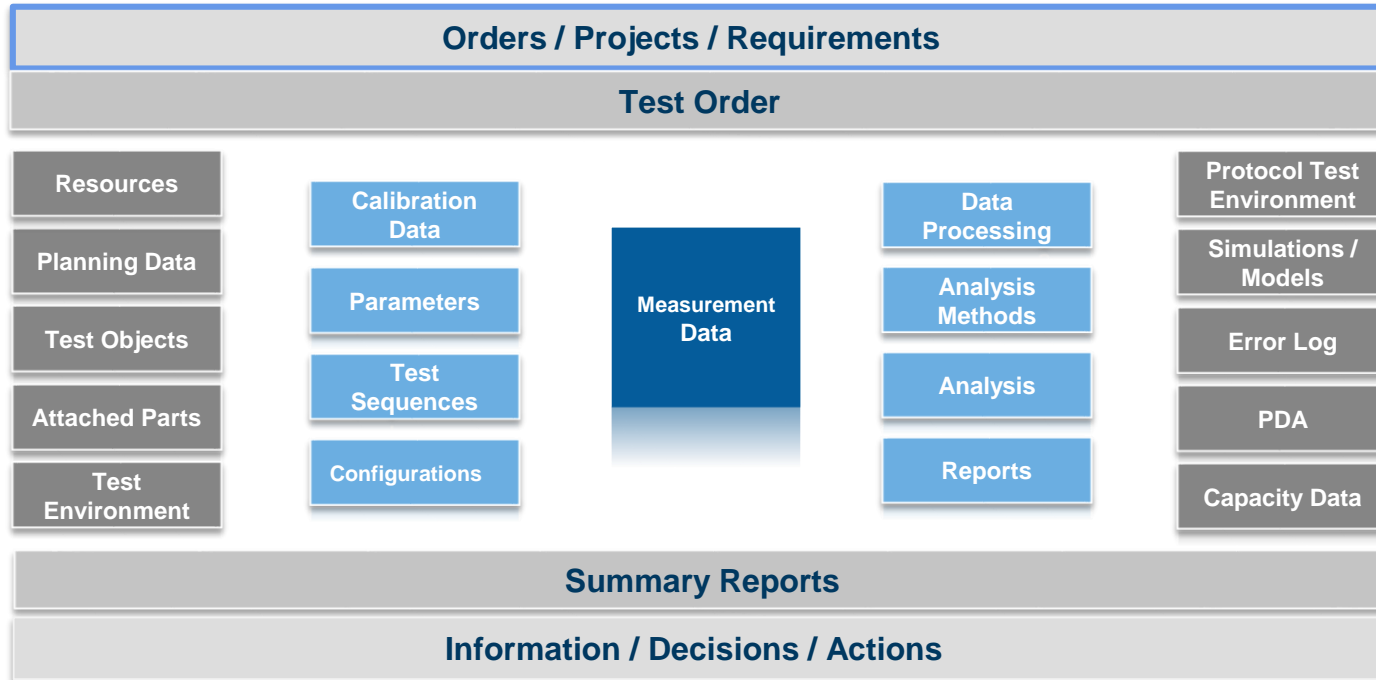 Orders / Projects / Requirements
Test Order
Resources
Planning Data
Test Objects
Attached Parts
Test
Environment
Calibration
Data
Parameters
Test
Sequences
Configurations
Measurement
Data
Data
Processing
Analysis
Methods
Analysis
Reports
Protocol Test
Environment
Simulations /
Models
Error Log
PDA
Capacity Data
Summary Reports
Information / Decisions / Actions